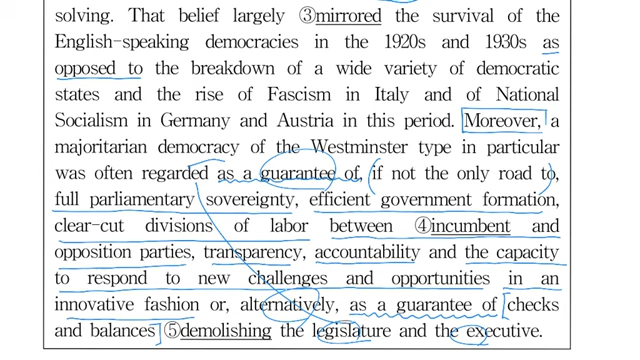 solving. That belief largely ③mirrored the survival of the
English-speaking democracies in the 1920s and 1930s as
opposed to the breakdown of a wide variety of democratic
states and the rise of Fascism in Italy and of National
Socialism in Germany and Austria in this period. Moreover, a
majoritarian democracy of the Westminster type in particular
was often regarded as a guarantee of, (if not the only road to),
full parliamentary sovereignty, efficient government formation,
clear-cut divisions of labor between ④incumbent and
opposition parties, transparency, accountability and the capacity
to respond to new challenges and opportunities in an
innovative fashion or, alternatively, as a guarantee of [checks
and balances] ⑤demolishing the legislature and the executive.